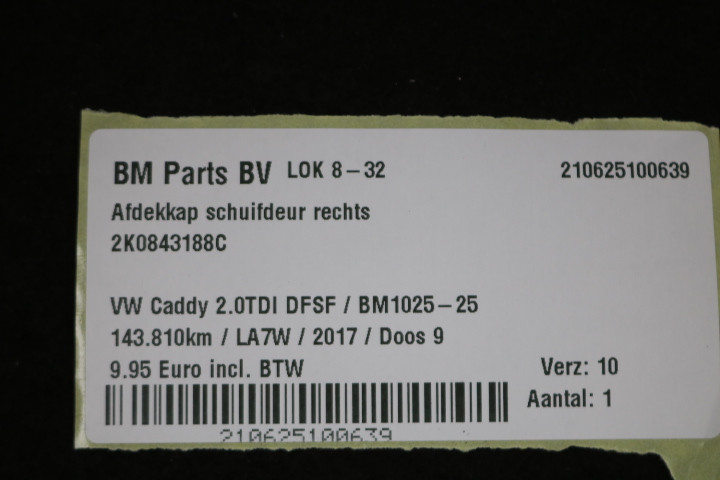 BM Parts BV LOK 8-32 210625100639
Afdekkap schuifdeur rechts
2K0843188C
VW Caddy 2.0TDI DFSF / BM1025-25
143.810km / LA7W / 2017 / Doos 9
9.95 Euro incl. BTW Verz: 10
Aantal: 1
210625100639